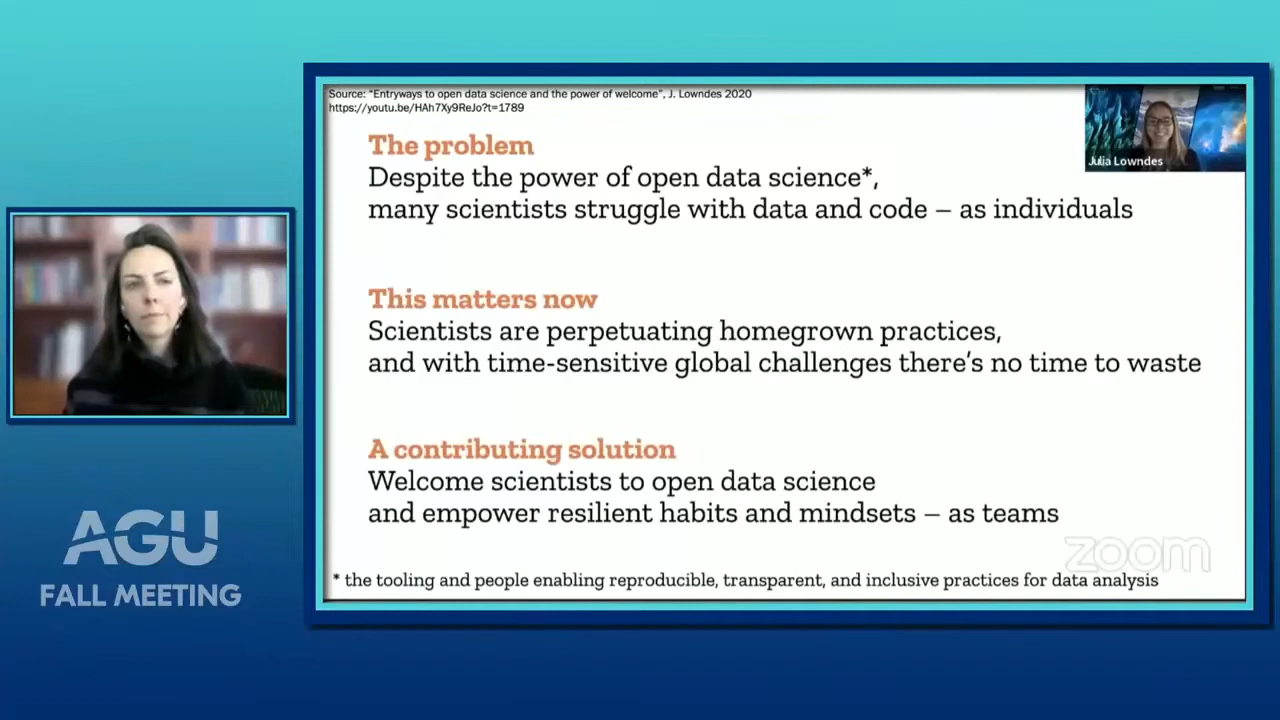 Source: “Entryways to open data science and the power of welcome”, J. Lowndes 2020
https://youtu.be/HAh7Xy9ReJo?t=1789
Julia Lowndes
The problem
Despite the power of open data science*,
many scientists struggle with data and code – as individuals
This matters now
Scientists are perpetuating homegrown practices,
and with time-sensitive global challenges there’s no time to waste
A contributing solution
Welcome scientists to open data science
and empower resilient habits and mindsets – as teams
zoom
* the tooling and people enabling reproducible, transparent, and inclusive practices for data analysis
AGU
FALL MEETING